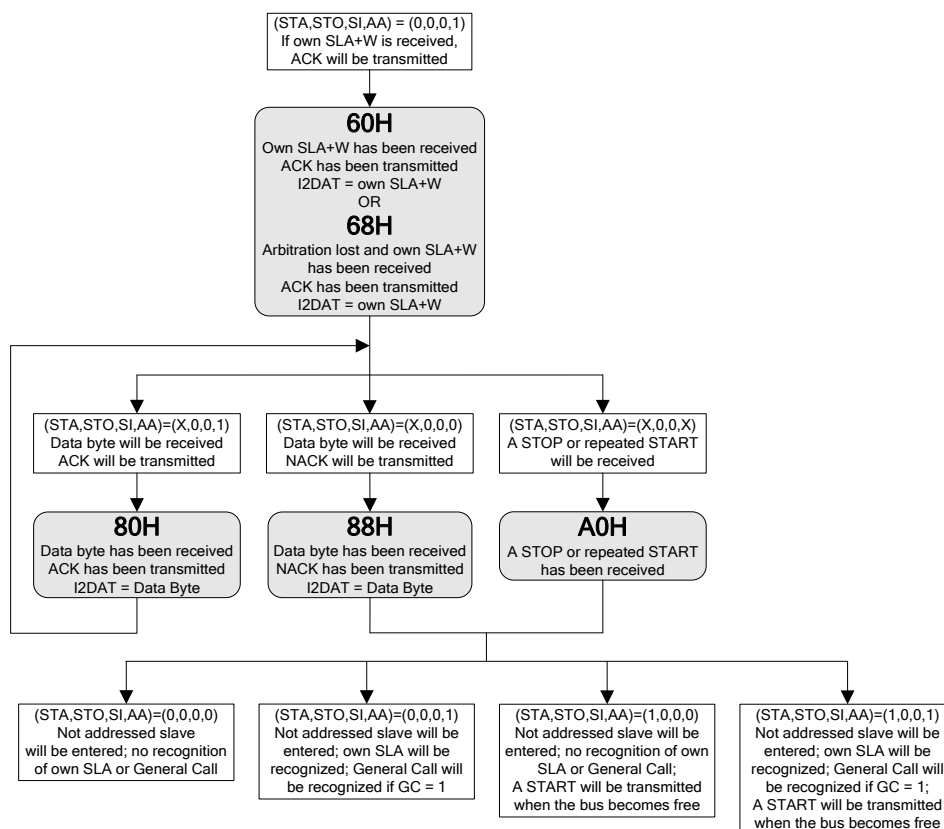 (STA,STO,SI,AA) = (0,0,0,1)
If own SLA+W is received,
ACK will be transmitted
60H
Own SLA+W has been received
ACK has been transmitted
I2DAT = own SLA+W
OR
68H
Arbitration lost and own SLA+W
has been received
ACK has been transmitted
I2DAT = own SLA+W
(STA,STO,SI,AA)=(X,0,0,1)
Data byte will be received
ACK will be transmitted
(STA,STO,SI,AA)=(X,0,0,0)
Data byte will be received
NACK will be transmitted
(STA,STO,SI,AA)=(X,0,0,X)
A STOP or repeated START
will be received
80H
Data byte has been received
ACK has been transmitted
I2DAT = Data Byte
88H
Data byte has been received
NACK has been transmitted
I2DAT = Data Byte
A0H
A STOP or repeated START
has been received
(STA,STO,SI,AA)=(0,0,0,0)
Not addressed slave
will be entered; no recognition
of own SLA or General Call
(STA,STO,SI,AA)=(0,0,0,1)
Not addressed slave will be
entered; own SLA will be
recognized; General Call will
be recognized if GC = 1
(STA,STO,SI,AA)=(1,0,0,0)
Not addressed slave will be
entered; no recognition of own
SLA or General Call;
A START will be transmitted
when the bus becomes free
(STA,STO,SI,AA)=(1,0,0,1)
Not addressed slave will be
entered; own SLA will be
recognized; General Call will
be recognized if GC = 1;
A START will be transmitted
when the bus becomes free